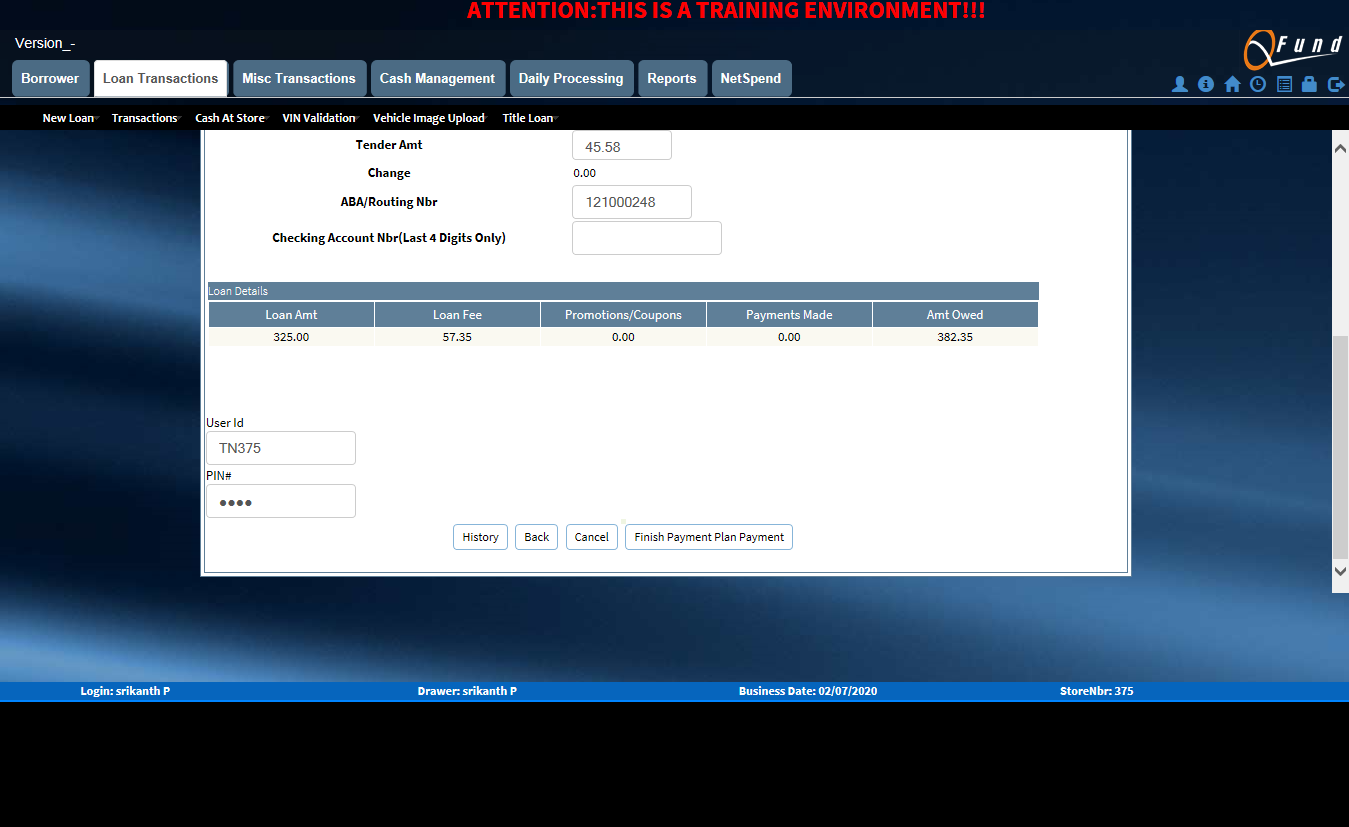 ATTENTION:THIS IS A TRAINING ENVIRONMENT!!!
Version_-
QFund
Borrower Loan Transactions Misc Transactions Cash Management Daily Processing Reports NetSpend
New Loan Transactions Cash At Store VIN Validation Vehicle Image Upload Title Loan
Tender Amt 45.58
Change 0.00
ABA/Routing Nbr 121000248
Checking Account Nbr(Last 4 Digits Only)
Loan Details
Loan Amt Loan Fee Promotions/Coupons Payments Made Amt Owed
325.00 57.35 0.00 0.00 382.35
User Id
TN375
PIN#
••••
History Back Cancel Finish Payment Plan Payment
Login: srikanth P Drawer: srikanth P Business Date: 02/07/2020 StoreNbr: 375